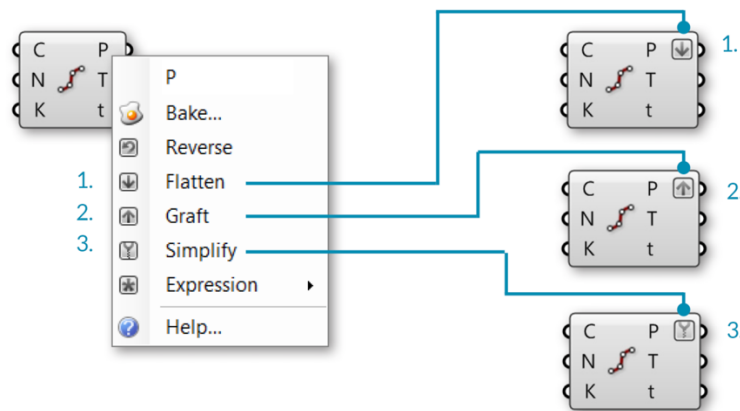 C P
N T
K t
P
Bake...
Reverse
1. Flatten
2. Graft
3. Simplify
Expression
Help...
C P 1.
N T
K t
C P 2
N T
K t
C P
N T 3
K t